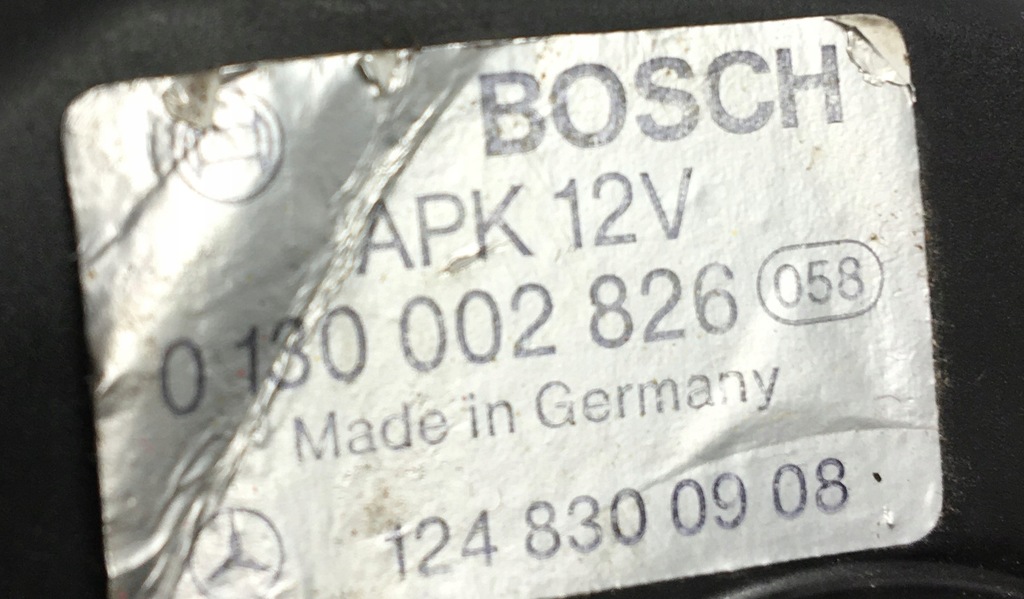 BOSCH
APK 12V
0 130 002 826 058
Made in Germany
124 830 09 08